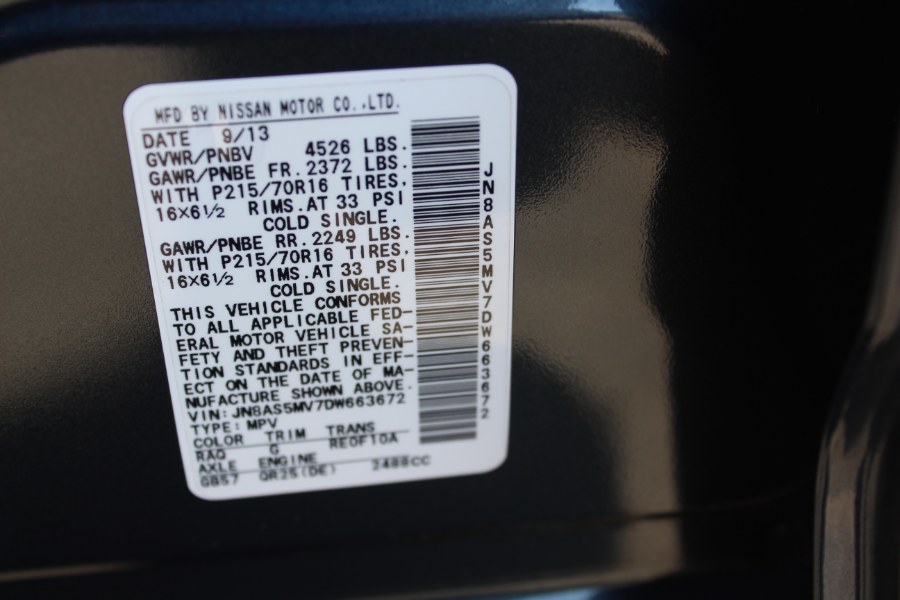 MFD BY NISSAN MOTOR CO.,LTD.
DATE 9/13
GVWR/PNBV 4526 LBS.
GAWR/PNBE FR. 2372 LBS.
WITH P215/70R16 TIRES,
16×6½ RIMS.AT 33 PSI
COLD SINGLE.
GAWR/PNBE RR. 2249 LBS.
WITH P215/70R16 TIRES,
16×6½ RIMS.AT 33 PSI
COLD SINGLE.
THIS VEHICLE CONFORMS
TO ALL APPLICABLE FED-
ERAL MOTOR VEHICLE SA-
FETY AND THEFT PREVEN-
TION STANDARDS IN EFF-
ECT ON THE DATE OF MA-
NUFACTURE SHOWN ABOVE.
VIN: JN8AS5MV7DW663672
TYPE: MPV
COLOR TRIM TRANS
RAQ G RE0F10A
AXLE ENGINE
GB57 QR25(DE) 2488CC
JN8AS5MV7DW663672